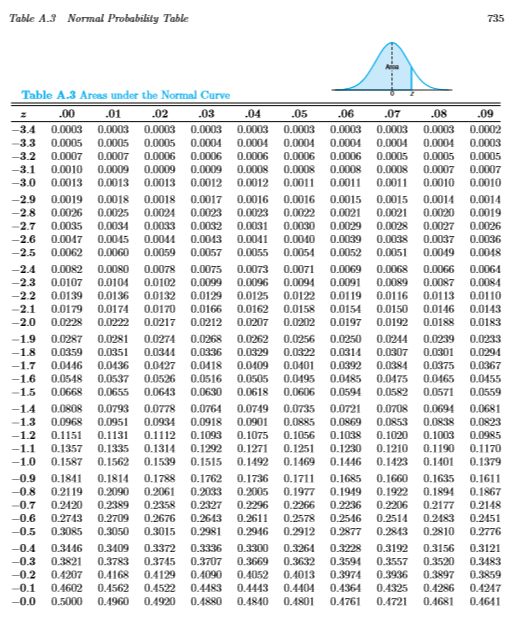 Table A.3 Normal Probability Table 735
Area
0 z
Table A.3 Areas under the Normal Curve
z .00 .01 .02 .03 .04 .05 .06 .07 .08 .09
−3.4 0.0003 0.0003 0.0003 0.0003 0.0003 0.0003 0.0003 0.0003 0.0003 0.0002
−3.3 0.0005 0.0005 0.0005 0.0004 0.0004 0.0004 0.0004 0.0004 0.0004 0.0003
−3.2 0.0007 0.0007 0.0006 0.0006 0.0006 0.0006 0.0006 0.0005 0.0005 0.0005
−3.1 0.0010 0.0009 0.0009 0.0009 0.0008 0.0008 0.0008 0.0008 0.0007 0.0007
−3.0 0.0013 0.0013 0.0013 0.0012 0.0012 0.0011 0.0011 0.0011 0.0010 0.0010
−2.9 0.0019 0.0018 0.0018 0.0017 0.0016 0.0016 0.0015 0.0015 0.0014 0.0014
−2.8 0.0026 0.0025 0.0024 0.0023 0.0023 0.0022 0.0021 0.0021 0.0020 0.0019
−2.7 0.0035 0.0034 0.0033 0.0032 0.0031 0.0030 0.0029 0.0028 0.0027 0.0026
−2.6 0.0047 0.0045 0.0044 0.0043 0.0041 0.0040 0.0039 0.0038 0.0037 0.0036
−2.5 0.0062 0.0060 0.0059 0.0057 0.0055 0.0054 0.0052 0.0051 0.0049 0.0048
−2.4 0.0082 0.0080 0.0078 0.0075 0.0073 0.0071 0.0069 0.0068 0.0066 0.0064
−2.3 0.0107 0.0104 0.0102 0.0099 0.0096 0.0094 0.0091 0.0089 0.0087 0.0084
−2.2 0.0139 0.0136 0.0132 0.0129 0.0125 0.0122 0.0119 0.0116 0.0113 0.0110
−2.1 0.0179 0.0174 0.0170 0.0166 0.0162 0.0158 0.0154 0.0150 0.0146 0.0143
−2.0 0.0228 0.0222 0.0217 0.0212 0.0207 0.0202 0.0197 0.0192 0.0188 0.0183
−1.9 0.0287 0.0281 0.0274 0.0268 0.0262 0.0256 0.0250 0.0244 0.0239 0.0233
−1.8 0.0359 0.0351 0.0344 0.0336 0.0329 0.0322 0.0314 0.0307 0.0301 0.0294
−1.7 0.0446 0.0436 0.0427 0.0418 0.0409 0.0401 0.0392 0.0384 0.0375 0.0367
−1.6 0.0548 0.0537 0.0526 0.0516 0.0505 0.0495 0.0485 0.0475 0.0465 0.0455
−1.5 0.0668 0.0655 0.0643 0.0630 0.0618 0.0606 0.0594 0.0582 0.0571 0.0559
−1.4 0.0808 0.0793 0.0778 0.0764 0.0749 0.0735 0.0721 0.0708 0.0694 0.0681
−1.3 0.0968 0.0951 0.0934 0.0918 0.0901 0.0885 0.0869 0.0853 0.0838 0.0823
−1.2 0.1151 0.1131 0.1112 0.1093 0.1075 0.1056 0.1038 0.1020 0.1003 0.0985
−1.1 0.1357 0.1335 0.1314 0.1292 0.1271 0.1251 0.1230 0.1210 0.1190 0.1170
−1.0 0.1587 0.1562 0.1539 0.1515 0.1492 0.1469 0.1446 0.1423 0.1401 0.1379
−0.9 0.1841 0.1814 0.1788 0.1762 0.1736 0.1711 0.1685 0.1660 0.1635 0.1611
−0.8 0.2119 0.2090 0.2061 0.2033 0.2005 0.1977 0.1949 0.1922 0.1894 0.1867
−0.7 0.2420 0.2389 0.2358 0.2327 0.2296 0.2266 0.2236 0.2206 0.2177 0.2148
−0.6 0.2743 0.2709 0.2676 0.2643 0.2611 0.2578 0.2546 0.2514 0.2483 0.2451
−0.5 0.3085 0.3050 0.3015 0.2981 0.2946 0.2912 0.2877 0.2843 0.2810 0.2776
−0.4 0.3446 0.3409 0.3372 0.3336 0.3300 0.3264 0.3228 0.3192 0.3156 0.3121
−0.3 0.3821 0.3783 0.3745 0.3707 0.3669 0.3632 0.3594 0.3557 0.3520 0.3483
−0.2 0.4207 0.4168 0.4129 0.4090 0.4052 0.4013 0.3974 0.3936 0.3897 0.3859
−0.1 0.4602 0.4562 0.4522 0.4483 0.4443 0.4404 0.4364 0.4325 0.4286 0.4247
−0.0 0.5000 0.4960 0.4920 0.4880 0.4840 0.4801 0.4761 0.4721 0.4681 0.4641